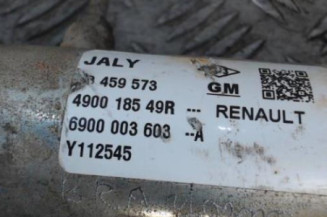 JALY
459 573
GM
4900 185 49R --- RENAULT
6900 003 603 --A
Y112545